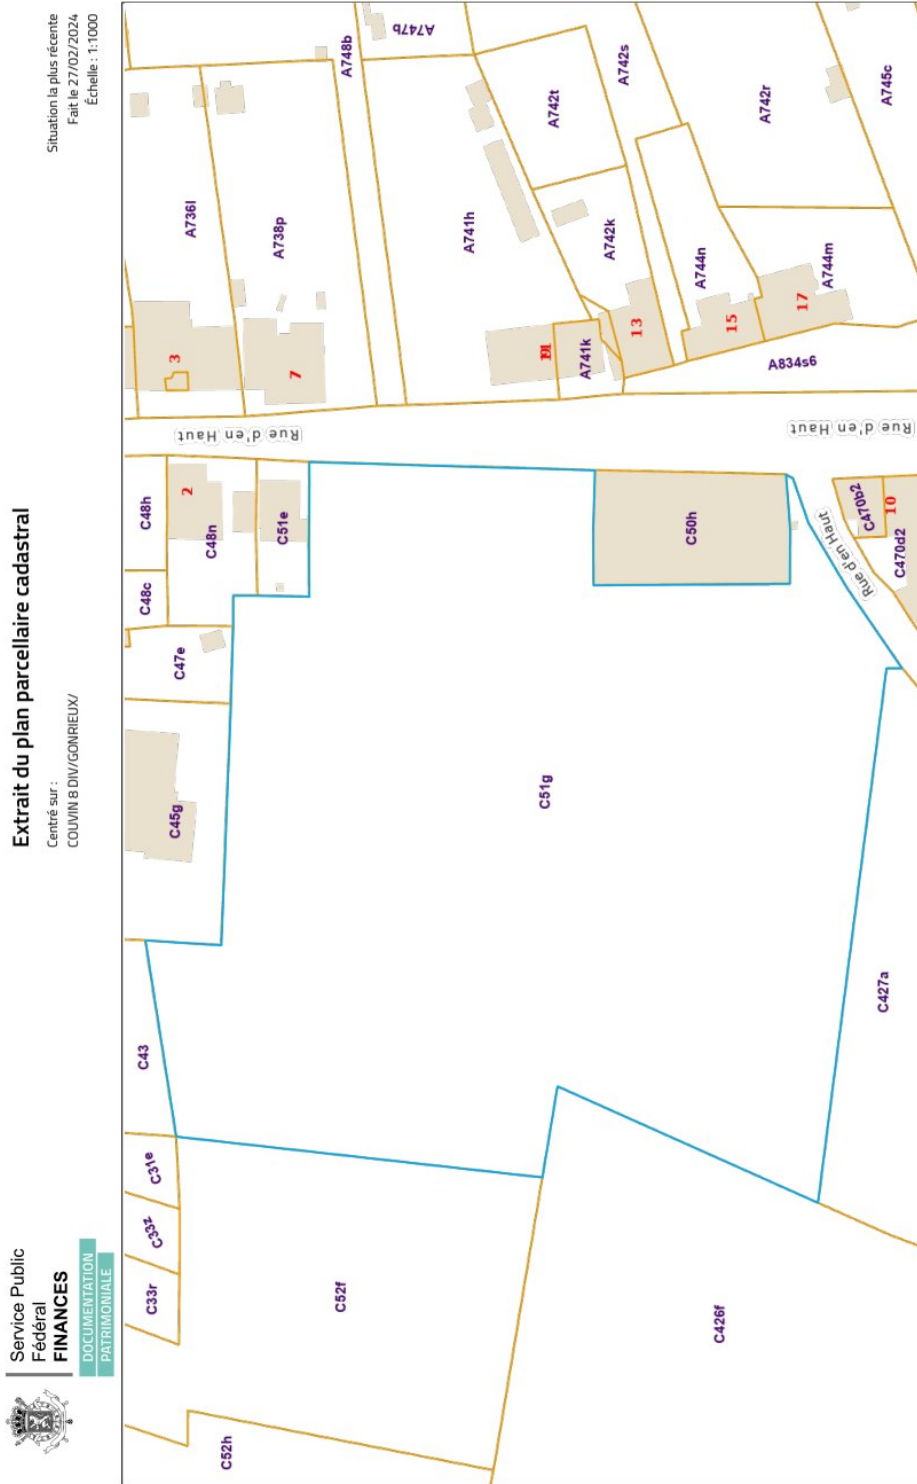 Service Public
Fédéral
FINANCES
DOCUMENTATION
PATRIMONIALE
Extrait du plan parcellaire cadastral
Centré sur :
COUVIN 8 DIV/GONRIEUX/
Situation la plus récente
Fait le 27/02/2024
Échelle : 1:1000
C33r
C33z
C31e
C43
C45g
C47e
C48c
C48h
C48n
2
C51e
3
A736l
7
A738p
A748b
A747b
Rue d'en Haut
C52h
C52f
C51g
C50h
A741h
A741k
A742t
A742k
A742s
13
C426f
C427a
Rue d'en Haut
C470b2
10
C470d2
Rue d'en Haut
A834s6
15
17
A744n
A744m
A742r
A745c